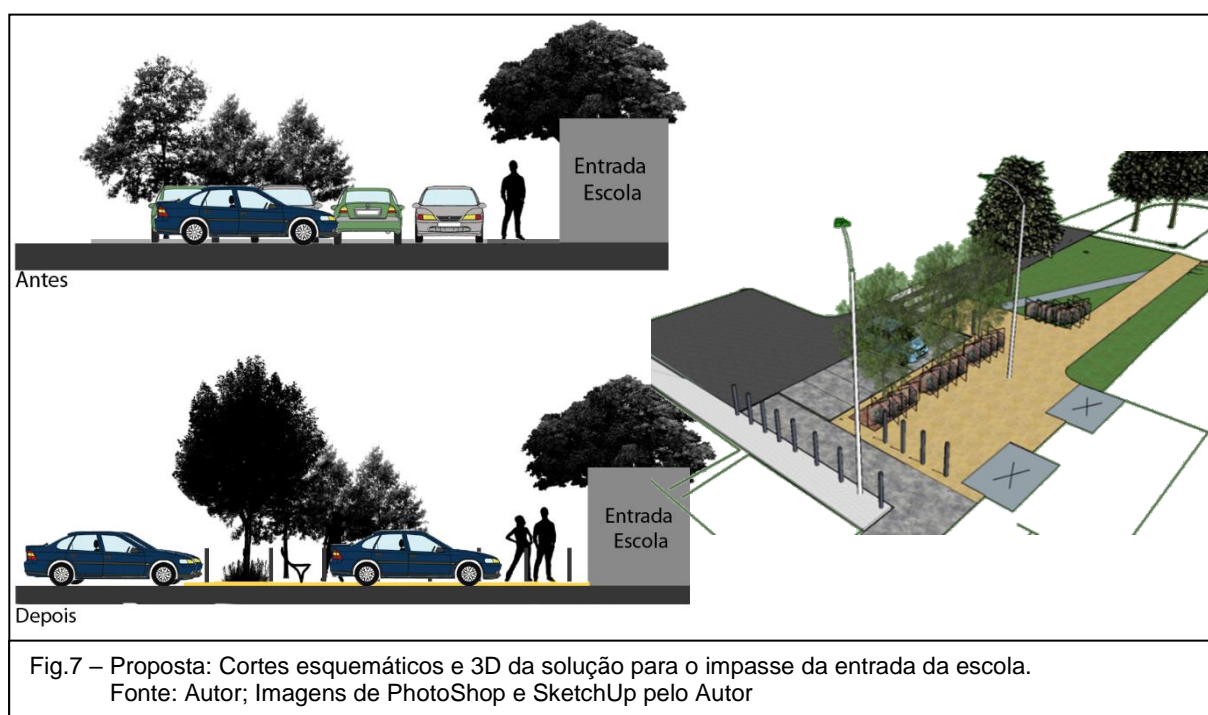 Entrada
Escola
Antes
Entrada
Escola
Depois
Fig.7 – Proposta: Cortes esquemáticos e 3D da solução para o impasse da entrada da escola.
Fonte: Autor; Imagens de PhotoShop e SketchUp pelo Autor